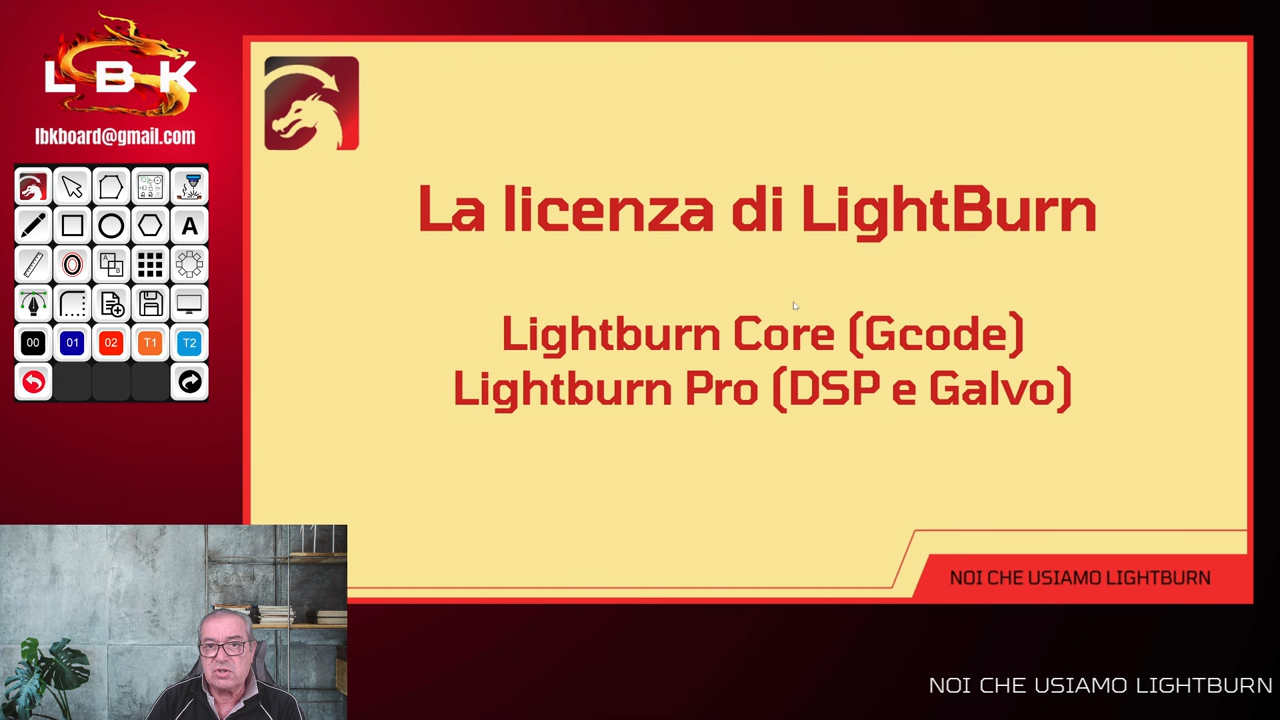 LBK
lbkboard@gmail.com
A
A
B
00
01
02
T1
T2
La licenza di LightBurn
Lightburn Core (Gcode)
Lightburn Pro (DSP e Galvo)
NOI CHE USIAMO LIGHTBURN
NOI CHE USIAMO LIGHTBURN